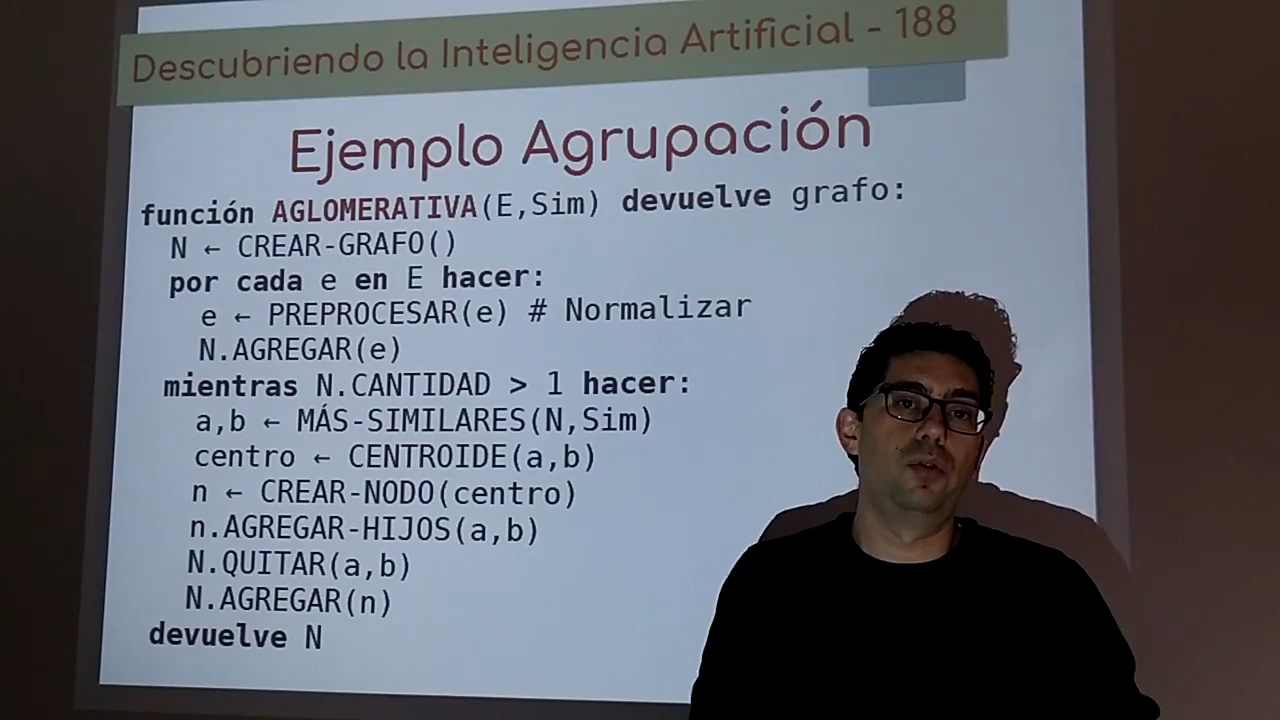 Descubriendo la Inteligencia Artificial - 188
Ejemplo Agrupación
función AGLOMERATIVA(E,Sim) devuelve grafo:
N ← CREAR-GRAFO()
por cada e en E hacer:
e ← PREPROCESAR(e) # Normalizar
N.AGREGAR(e)
mientras N.CANTIDAD > 1 hacer:
a,b ← MÁS-SIMILARES(N,Sim)
centro ← CENTROIDE(a,b)
n ← CREAR-NODO(centro)
n.AGREGAR-HIJOS(a,b)
N.QUITAR(a,b)
N.AGREGAR(n)
devuelve N